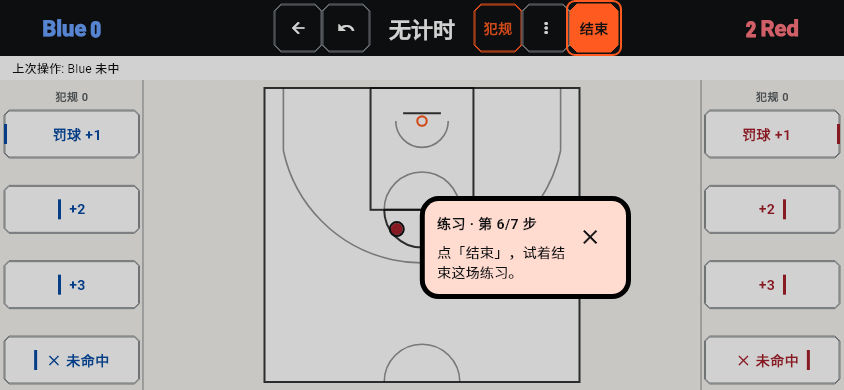 Blue 0
无计时
犯规
结束
2 Red
上次操作: Blue 未中
犯规 0
罚球 +1
+2
+3
× 未命中
练习 · 第 6/7 步
点「结束」，试着结
束这场练习。
犯规 0
罚球 +1
+2
+3
× 未命中